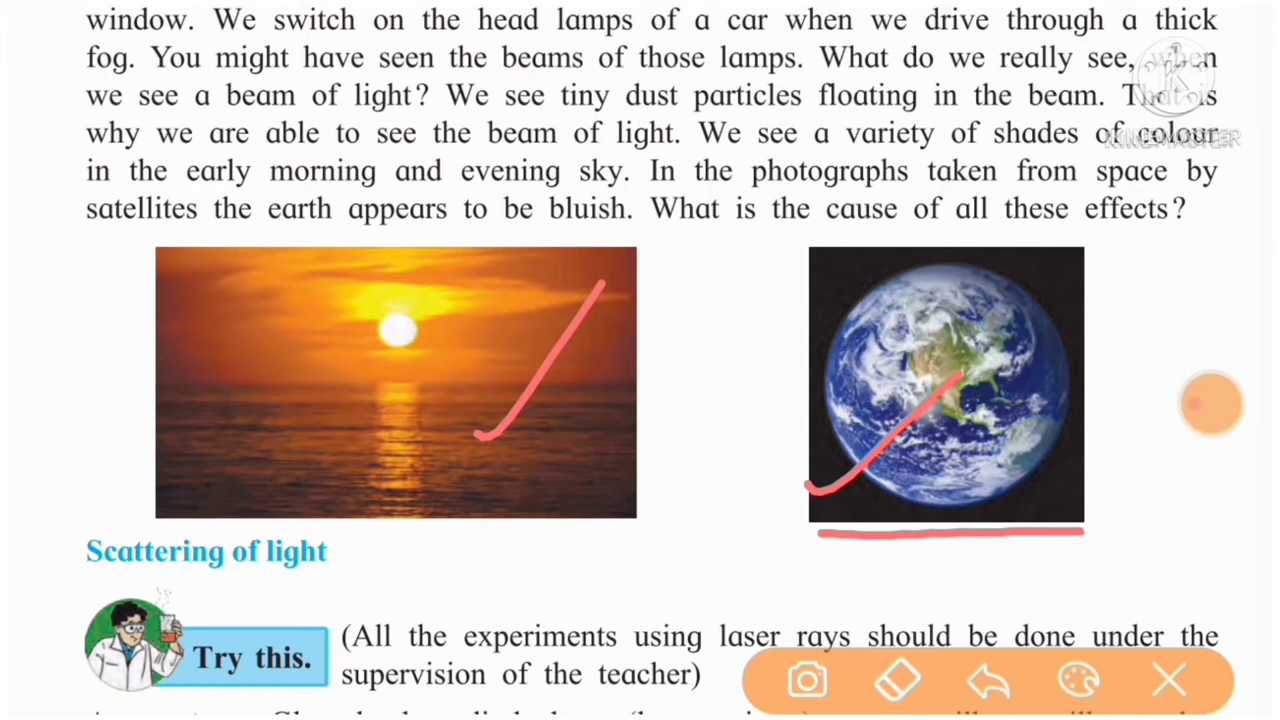 window. We switch on the head lamps of a car when we drive through a thick
fog. You might have seen the beams of those lamps. What do we really see, when
we see a beam of light? We see tiny dust particles floating in the beam. That is
why we are able to see the beam of light. We see a variety of shades of colour
in the early morning and evening sky. In the photographs taken from space by
satellites the earth appears to be bluish. What is the cause of all these effects?
KINEMASTER
Scattering of light
Try this.
(All the experiments using laser rays should be done under the
supervision of the teacher)